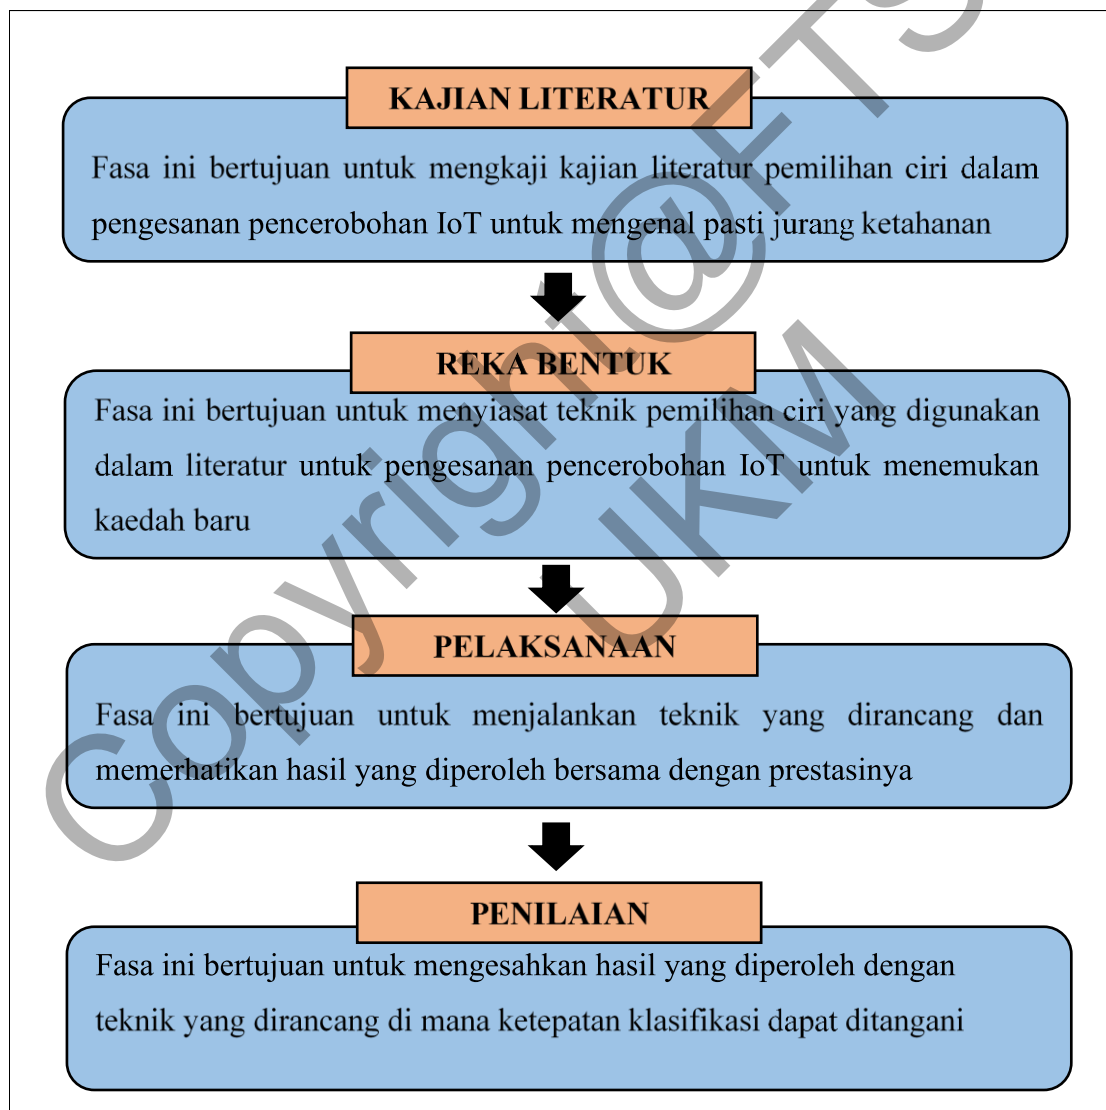 KAJIAN LITERATUR
Fasa ini bertujuan untuk mengkaji kajian literatur pemilihan ciri dalam
pengesanan pencerobohan IoT untuk mengenal pasti jurang ketahanan
REKA BENTUK
Fasa ini bertujuan untuk menyiasat teknik pemilihan ciri yang digunakan
dalam literatur untuk pengesanan pencerobohan IoT untuk menemukan
kaedah baru
PELAKSANAAN
Fasa ini bertujuan untuk menjalankan teknik yang dirancang dan
memerhatikan hasil yang diperoleh bersama dengan prestasinya
PENILAIAN
Fasa ini bertujuan untuk mengesahkan hasil yang diperoleh dengan
teknik yang dirancang di mana ketepatan klasifikasi dapat ditangani
Copyright@FTS
UKM